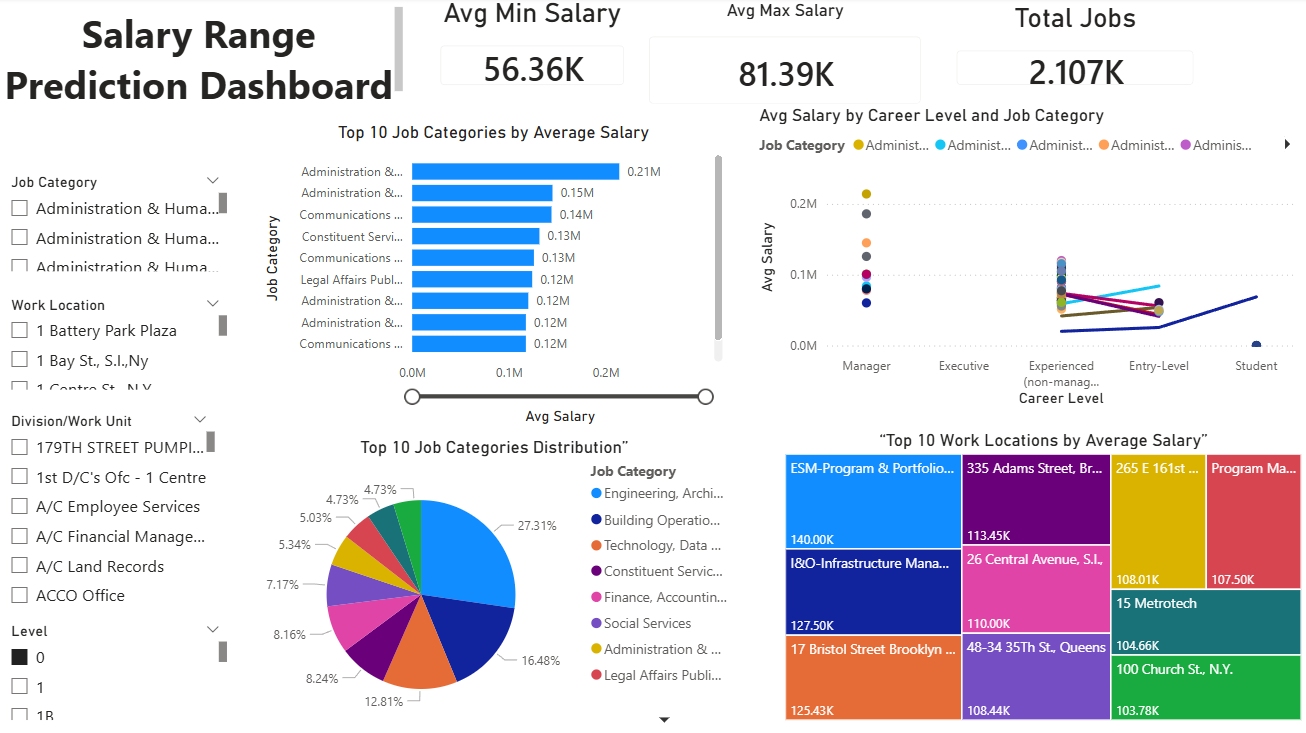 Salary Range
Prediction Dashboard
Avg Min Salary
56.36K
Avg Max Salary
81.39K
Total Jobs
2.107K
Job Category
Administration & Huma...
Administration & Huma...
Administration & Huma...
Work Location
1 Battery Park Plaza
1 Bay St., S.I.,Ny
1 Centre St., N.Y.
Division/Work Unit
179TH STREET PUMPI...
1st D/C's Ofc - 1 Centre
A/C Employee Services
A/C Financial Manage...
A/C Land Records
ACCO Office
Level
0
1
1B
Top 10 Job Categories by Average Salary
Job Category
Administration &... 0.21M
Administration &... 0.15M
Communications ... 0.14M
Constituent Servi... 0.13M
Communications ... 0.13M
Legal Affairs Publ... 0.12M
Administration &... 0.12M
Administration &... 0.12M
Communications ... 0.12M
0.0M 0.1M 0.2M
Avg Salary
Avg Salary by Career Level and Job Category
Job Category Administ... Administ... Administ... Administ... Adminis...
Avg Salary
0.2M
0.1M
0.0M
Manager Executive Experienced Entry-Level Student
(non-manag...
Career Level
Top 10 Job Categories Distribution”
27.31%
16.48%
12.81%
8.24%
8.16%
7.17%
5.34%
5.03%
4.73%
4.73%
Job Category
Engineering, Archi...
Building Operatio...
Technology, Data ...
Constituent Servic...
Finance, Accountin...
Social Services
Administration & ...
Legal Affairs Publi...
“Top 10 Work Locations by Average Salary”
ESM-Program & Portfolio...
140.00K
I&O-Infrastructure Mana...
127.50K
17 Bristol Street Brooklyn ...
125.43K
335 Adams Street, Br...
113.45K
26 Central Avenue, S.I.,
110.00K
48-34 35Th St., Queens
108.44K
265 E 161st ...
108.01K
Program Ma...
107.50K
15 Metrotech
104.66K
100 Church St., N.Y.
103.78K